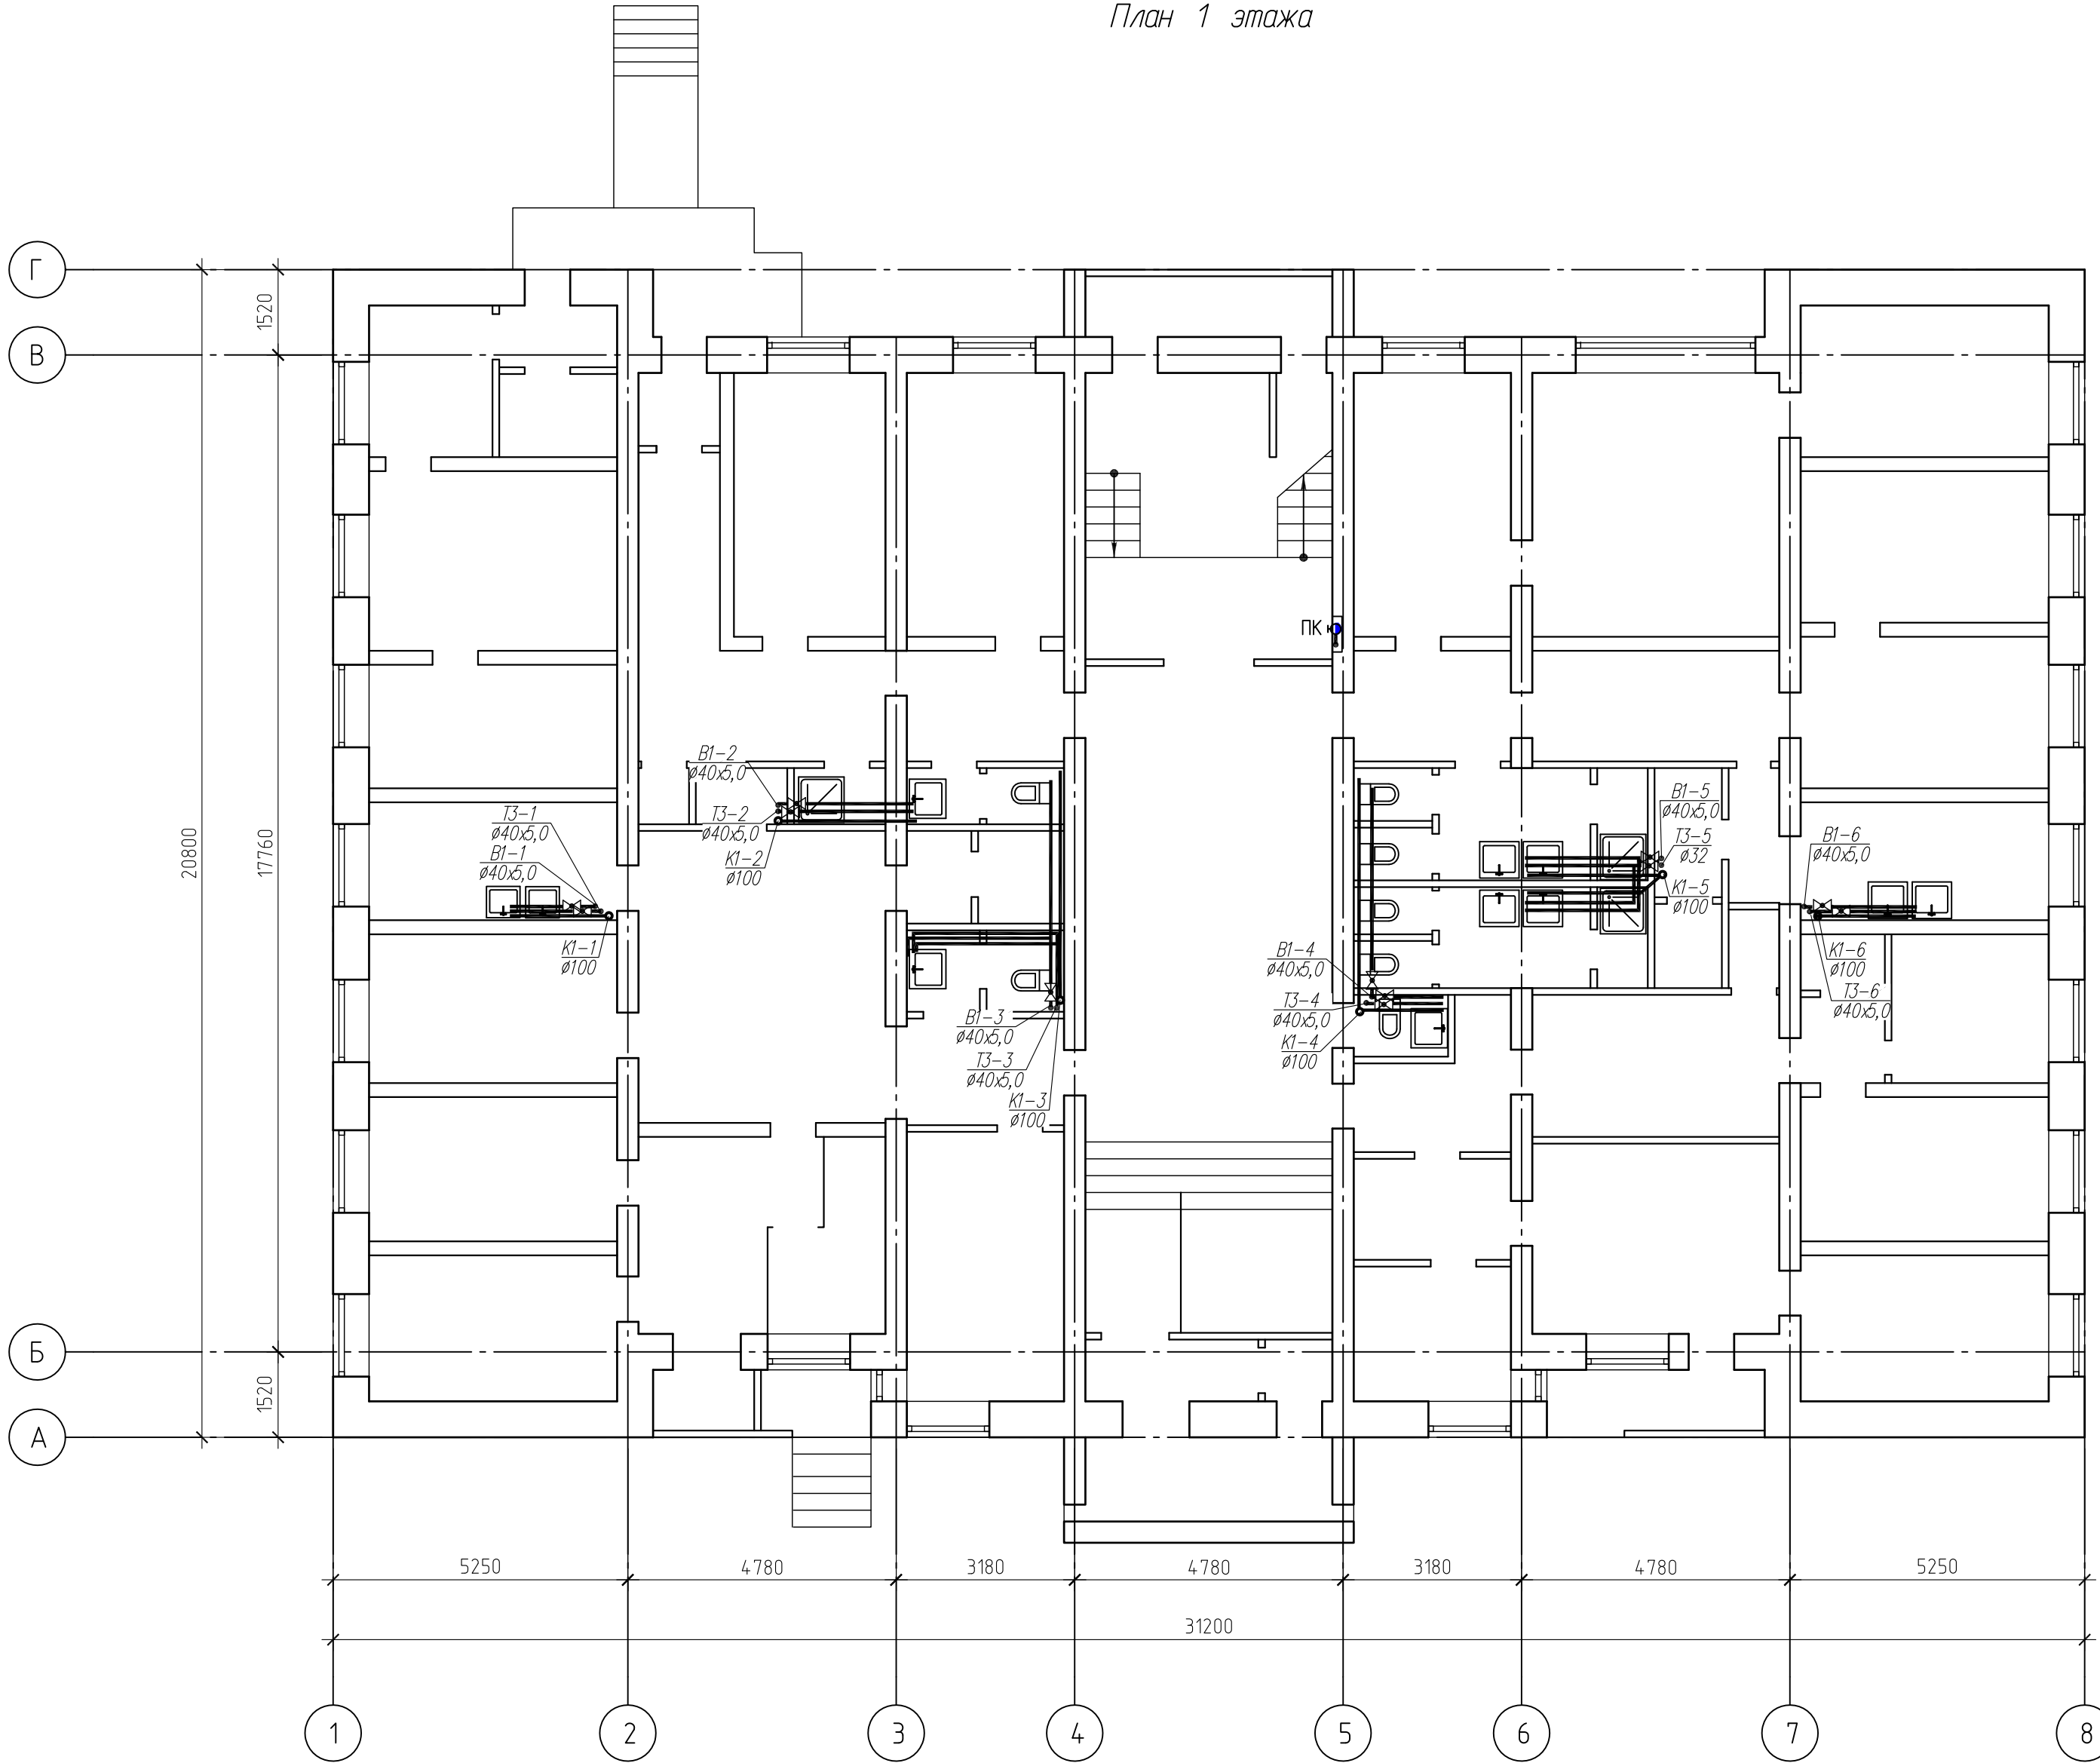 План 1 этажа
Г
1520
В
ПК
20800
17760
В1-2
ø40х5,0
Т3-2
ø40х5,0
К1-2
ø100
Т3-1
ø40х5,0
В1-1
ø40х5,0
К1-1
ø100
В1-5
ø40х5,0
Т3-5
ø32
К1-5
ø100
В1-6
ø40х5,0
К1-6
ø100
Т3-6
ø40х5,0
В1-4
ø40х5,0
Т3-4
ø40х5,0
К1-4
ø100
В1-3
ø40х5,0
Т3-3
ø40х5,0
К1-3
ø100
Б
1520
А
5250 4780 3180 4780 3180 4780 5250
31200
1 2 3 4 5 6 7 8